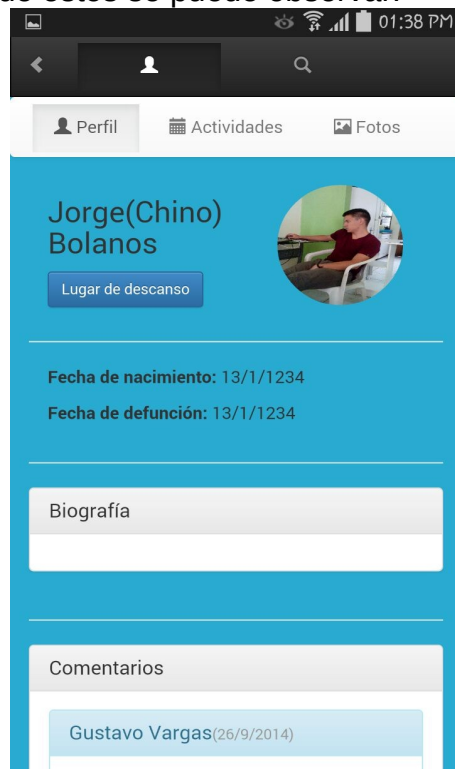 01:38 PM
Perfil Actividades Fotos
Jorge(Chino)
Bolanos
Lugar de descanso
Fecha de nacimiento: 13/1/1234
Fecha de defunción: 13/1/1234
Biografía
Comentarios
Gustavo Vargas(26/9/2014)